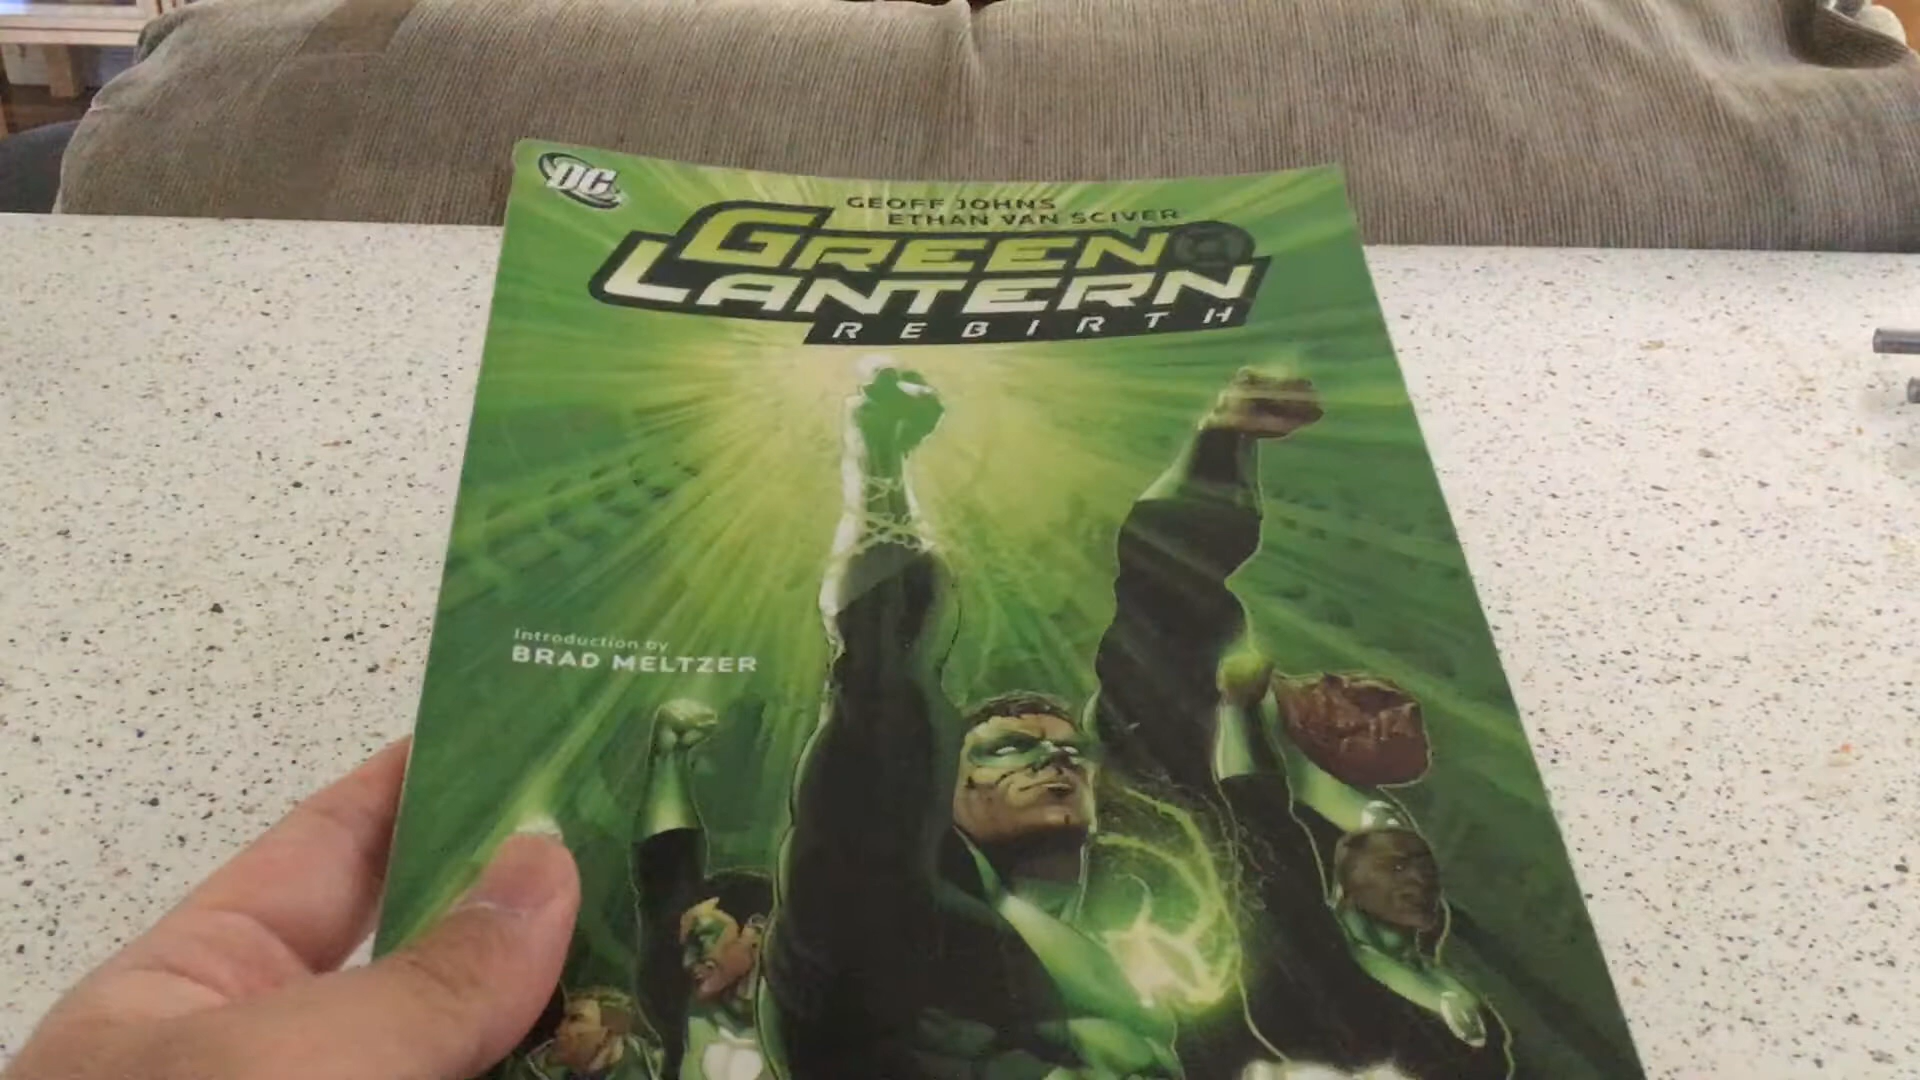 DC
GEOFF JOHNS
ETHAN VAN SCIVER
GREEN
LANTERN
REBIRTH
Introduction by
BRAD MELTZER